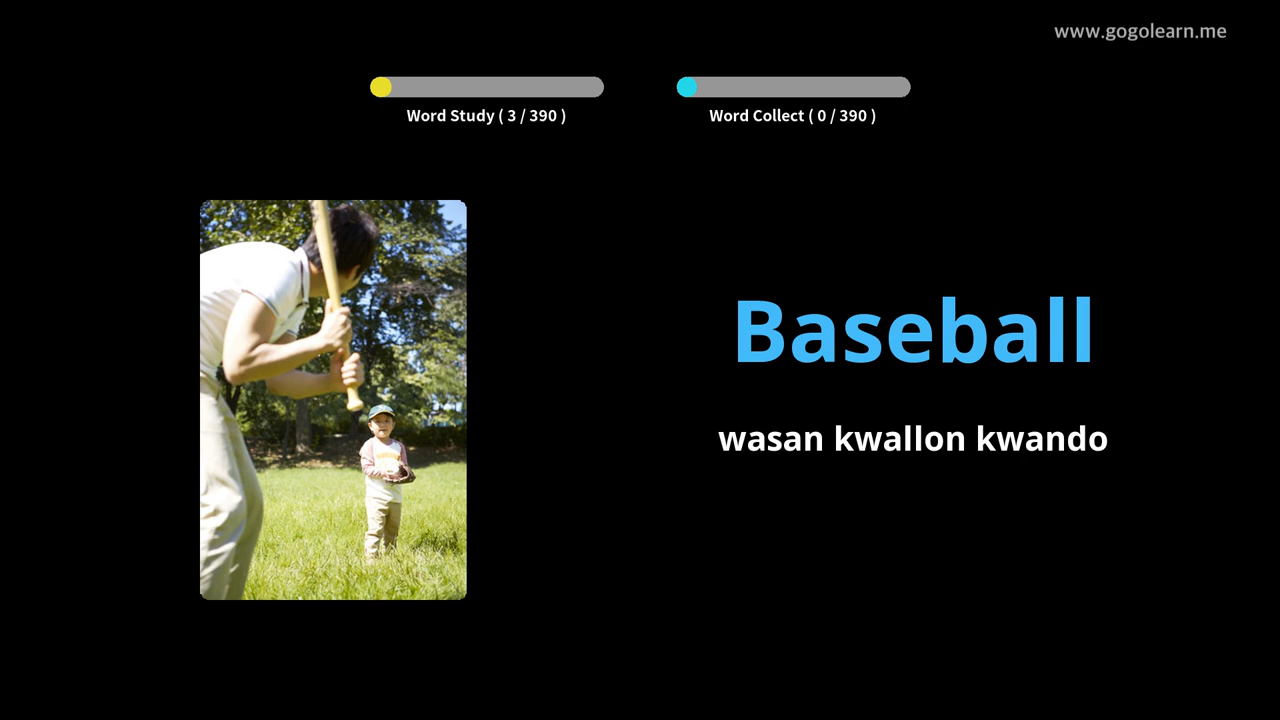 www.gogolearn.me
Word Study ( 3 / 390 )
Word Collect ( 0 / 390 )
Baseball
wasan kwallon kwando